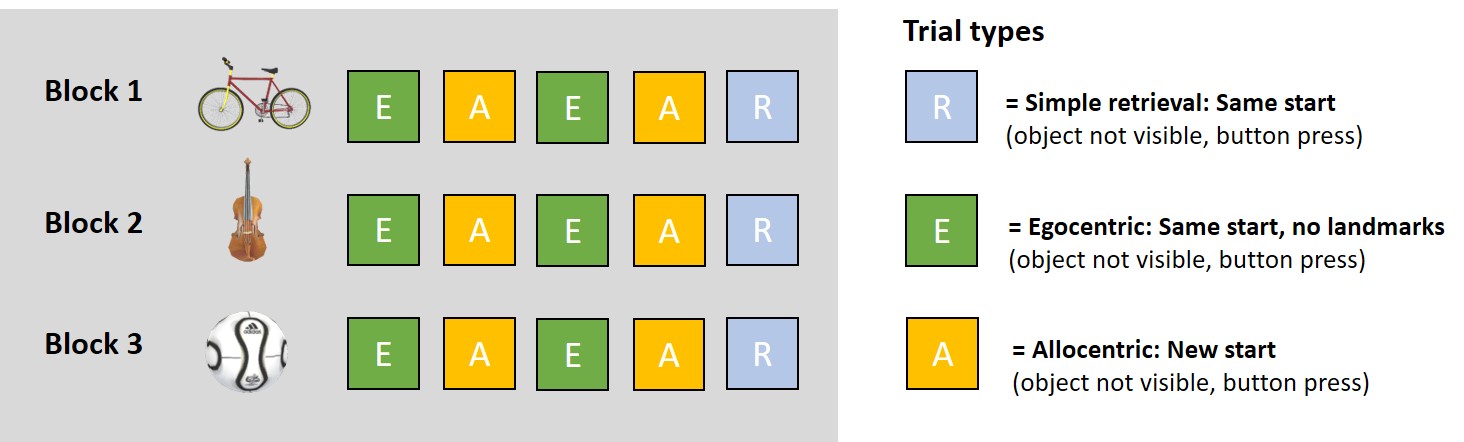 Trial types
Block 1
E A E A R
R = Simple retrieval: Same start
(object not visible, button press)
Block 2
E A E A R
E = Egocentric: Same start, no landmarks
(object not visible, button press)
Block 3
adidas
E A E A R
A = Allocentric: New start
(object not visible, button press)